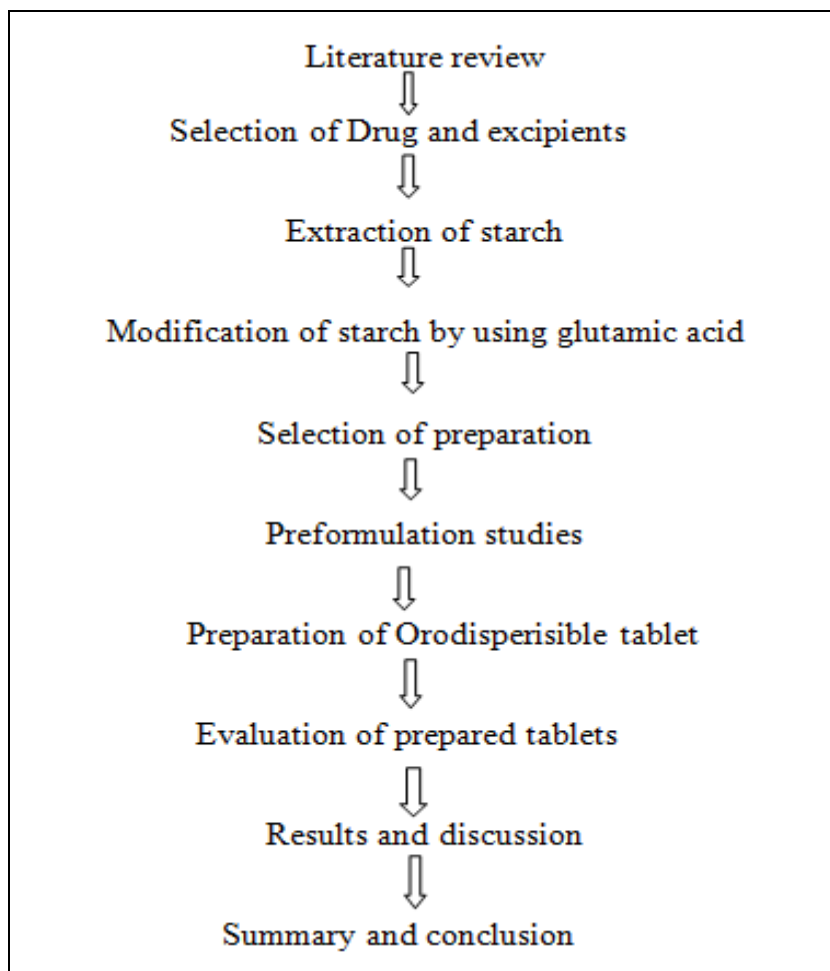 Literature review
Selection of Drug and excipients
Extraction of starch
Modification of starch by using glutamic acid
Selection of preparation
Preformulation studies
Preparation of Orodisperisible tablet
Evaluation of prepared tablets
Results and discussion
Summary and conclusion